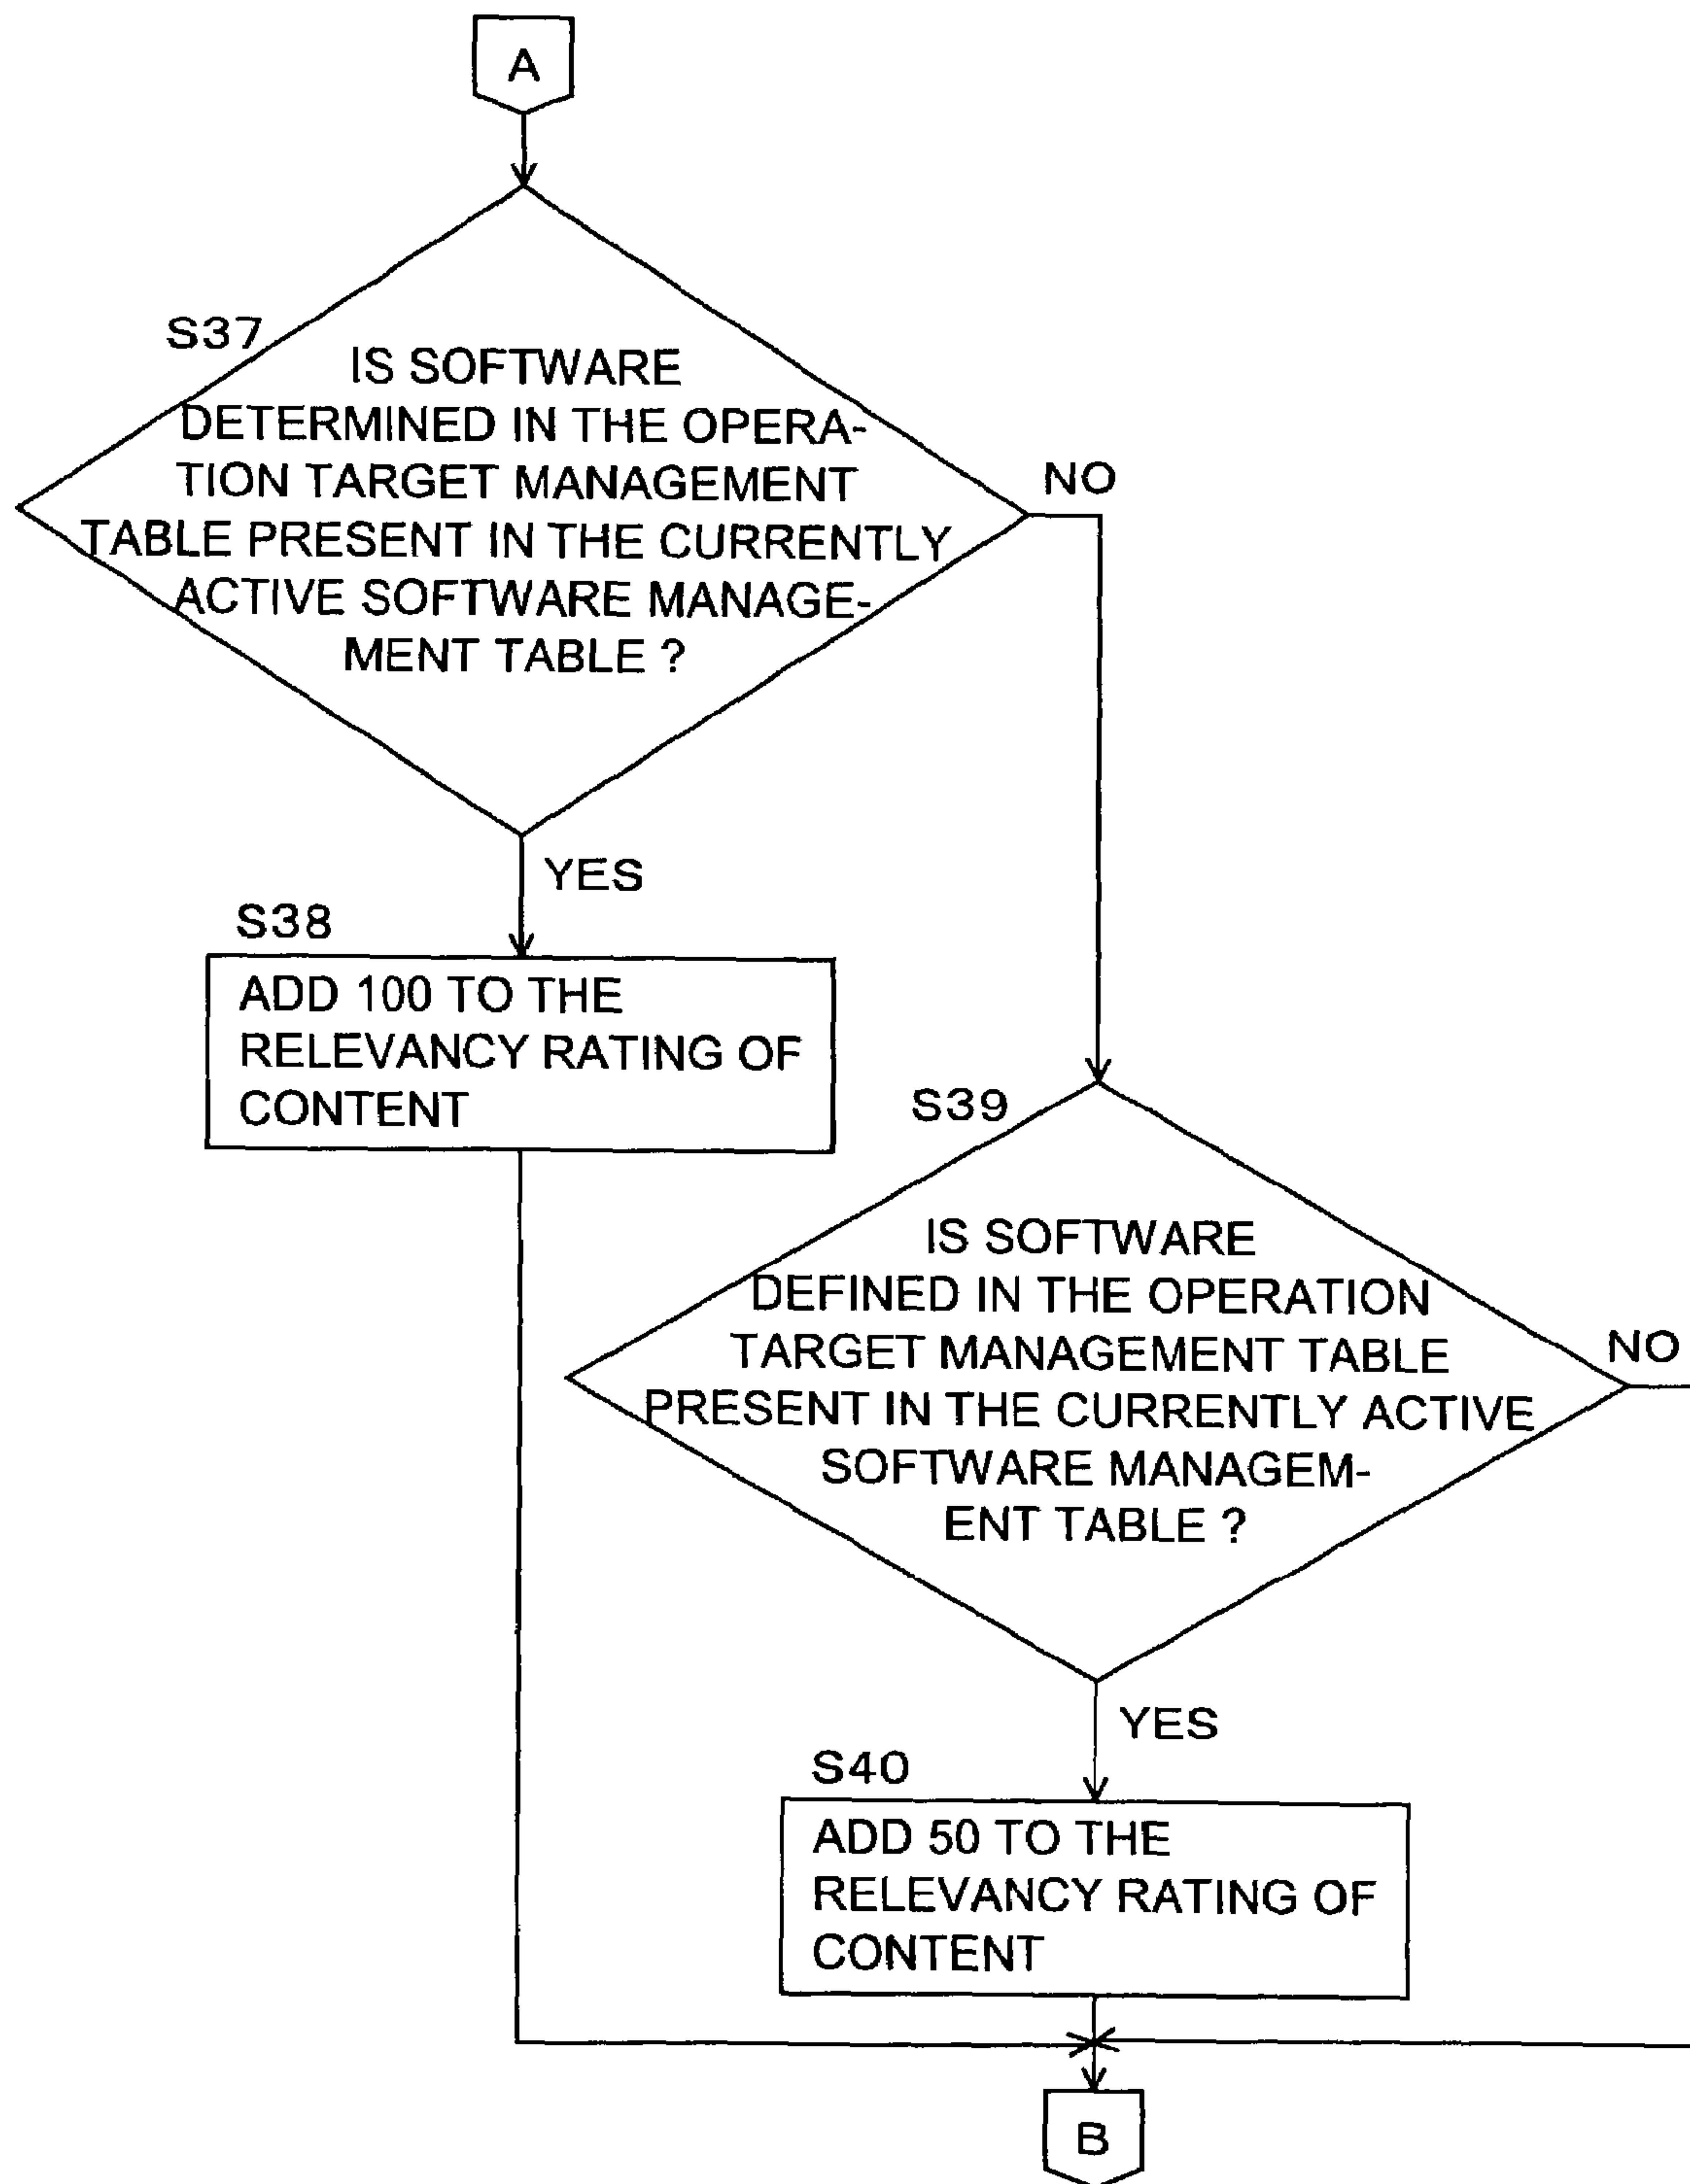 A
S37
IS SOFTWARE
DETERMINED IN THE OPERA-
TION TARGET MANAGEMENT
TABLE PRESENT IN THE CURRENTLY
ACTIVE SOFTWARE MANAGE-
MENT TABLE ?
NO
YES
S38
ADD 100 TO THE
RELEVANCY RATING OF
CONTENT
S39
IS SOFTWARE
DEFINED IN THE OPERATION
TARGET MANAGEMENT TABLE
PRESENT IN THE CURRENTLY ACTIVE
SOFTWARE MANAGEM-
ENT TABLE ?
NO
YES
S40
ADD 50 TO THE
RELEVANCY RATING OF
CONTENT
B